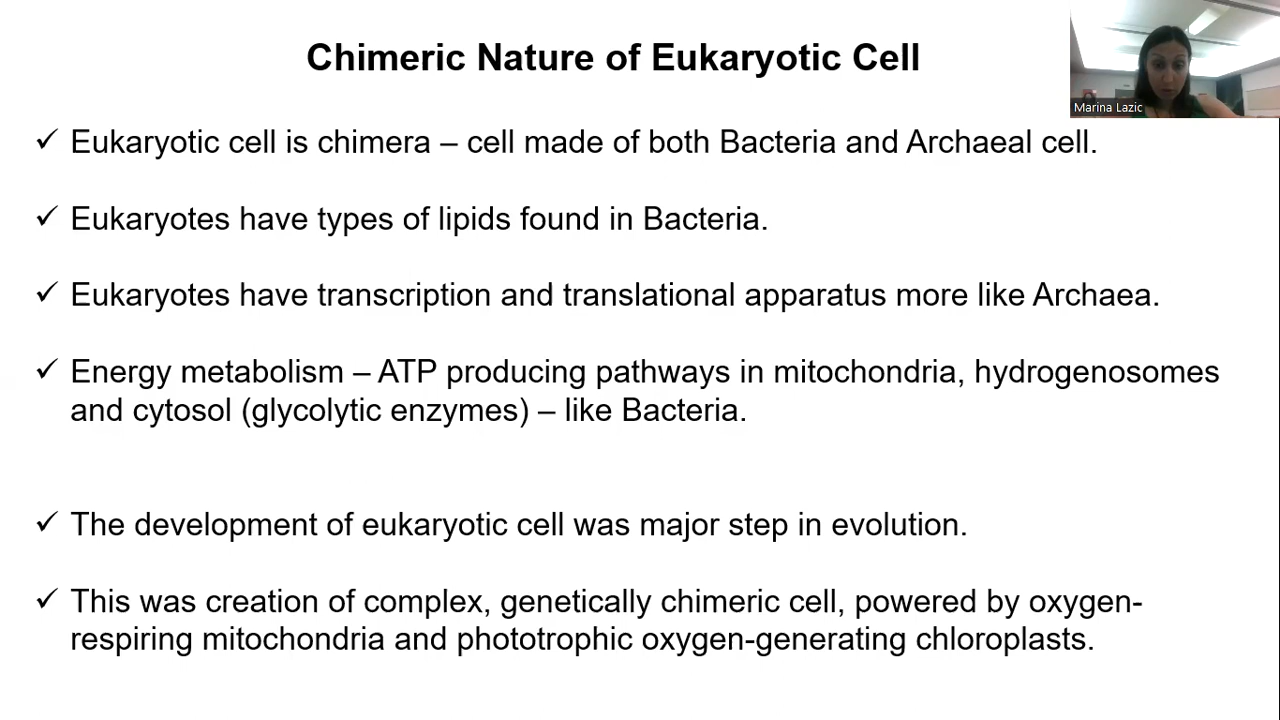 Chimeric Nature of Eukaryotic Cell
Marina Lazic
✓ Eukaryotic cell is chimera – cell made of both Bacteria and Archaeal cell.
✓ Eukaryotes have types of lipids found in Bacteria.
✓ Eukaryotes have transcription and translational apparatus more like Archaea.
✓ Energy metabolism – ATP producing pathways in mitochondria, hydrogenosomes
and cytosol (glycolytic enzymes) – like Bacteria.
✓ The development of eukaryotic cell was major step in evolution.
✓ This was creation of complex, genetically chimeric cell, powered by oxygen-
respiring mitochondria and phototrophic oxygen-generating chloroplasts.